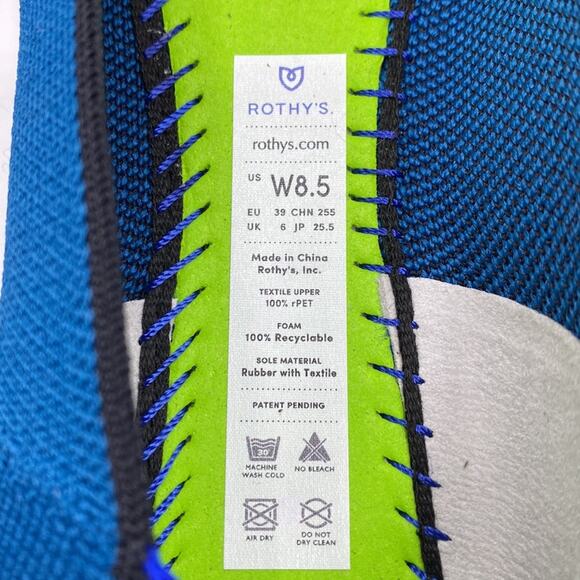 ROTHY'S.
rothys.com
US W8.5
EU 39 CHN 255
UK 6 JP 25.5
Made in China
Rothy's, Inc.
TEXTILE UPPER
100% rPET
FOAM
100% Recyclable
SOLE MATERIAL
Rubber with Textile
PATENT PENDING
30°
MACHINE WASH COLD
NO BLEACH
AIR DRY
DO NOT DRY CLEAN